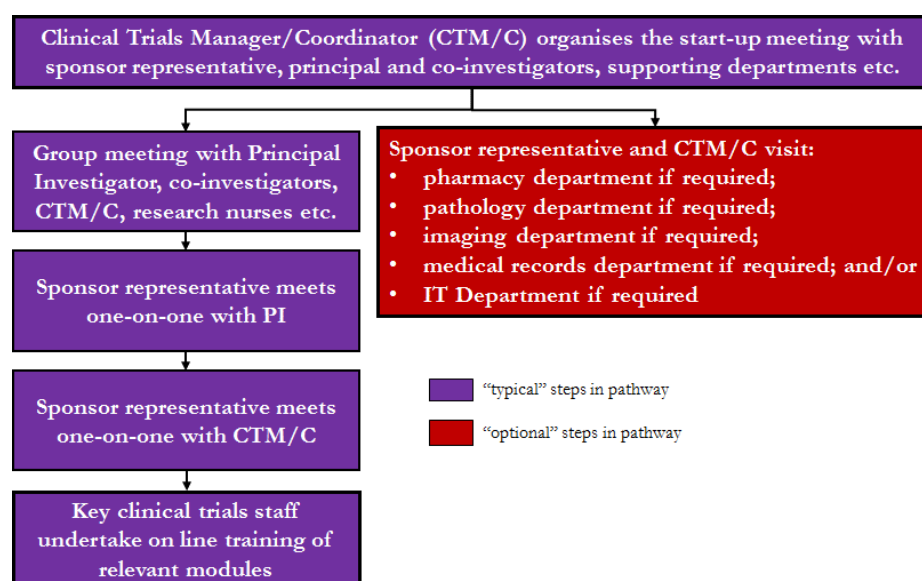 Clinical Trials Manager/Coordinator (CTM/C) organises the start-up meeting with
sponsor representative, principal and co-investigators, supporting departments etc.
Group meeting with Principal
Investigator, co-investigators,
CTM/C, research nurses etc.
Sponsor representative meets
one-on-one with PI
Sponsor representative meets
one-on-one with CTM/C
Key clinical trials staff
undertake on line training of
relevant modules
Sponsor representative and CTM/C visit:
• pharmacy department if required;
• pathology department if required;
• imaging department if required;
• medical records department if required; and/or
• IT Department if required
“typical” steps in pathway
“optional” steps in pathway